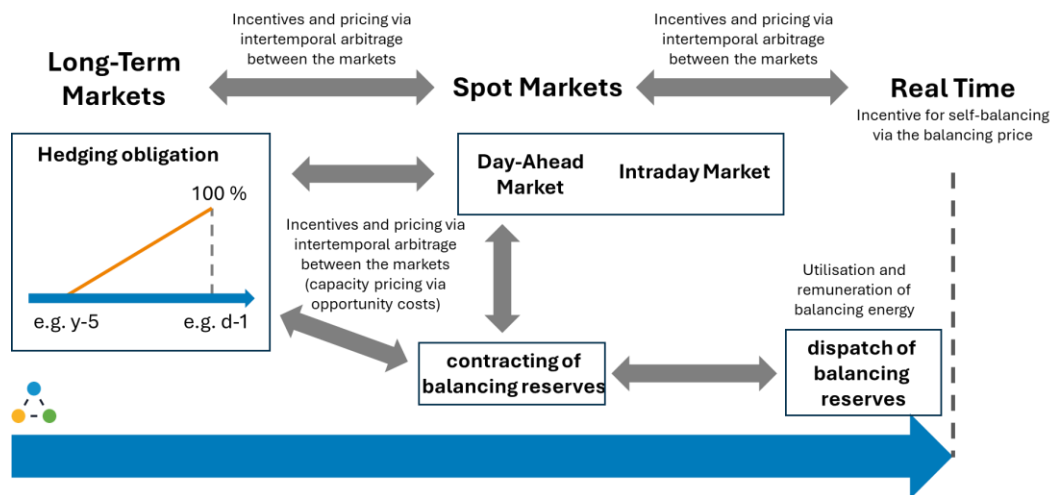 Incentives and pricing via
intertemporal arbitrage
between the markets
Incentives and pricing via
intertemporal arbitrage
between the markets
Long-Term
Markets
Spot Markets
Real Time
Incentive for self-balancing
via the balancing price
Hedging obligation
100 %
e.g. y-5
e.g. d-1
Day-Ahead
Market
Intraday Market
Incentives and pricing via
intertemporal arbitrage
between the markets
(capacity pricing via
opportunity costs)
Utilisation and
remuneration of
balancing energy
contracting of
balancing reserves
dispatch of
balancing
reserves